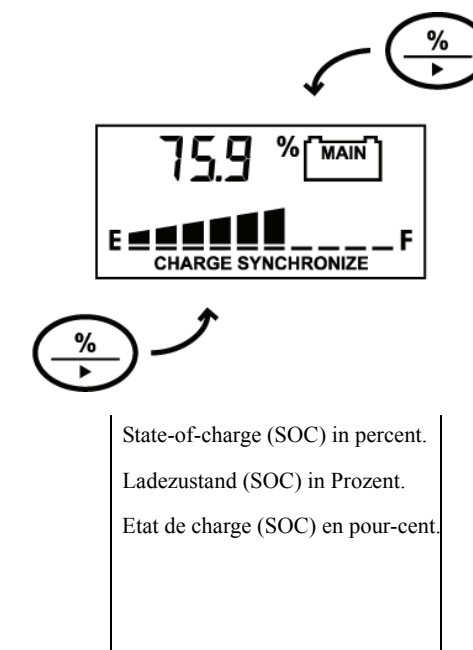 %
▶
75.9 % MAIN
E F
CHARGE SYNCHRONIZE
%
▶
State-of-charge (SOC) in percent.
Ladezustand (SOC) in Prozent.
Etat de charge (SOC) en pour-cent.